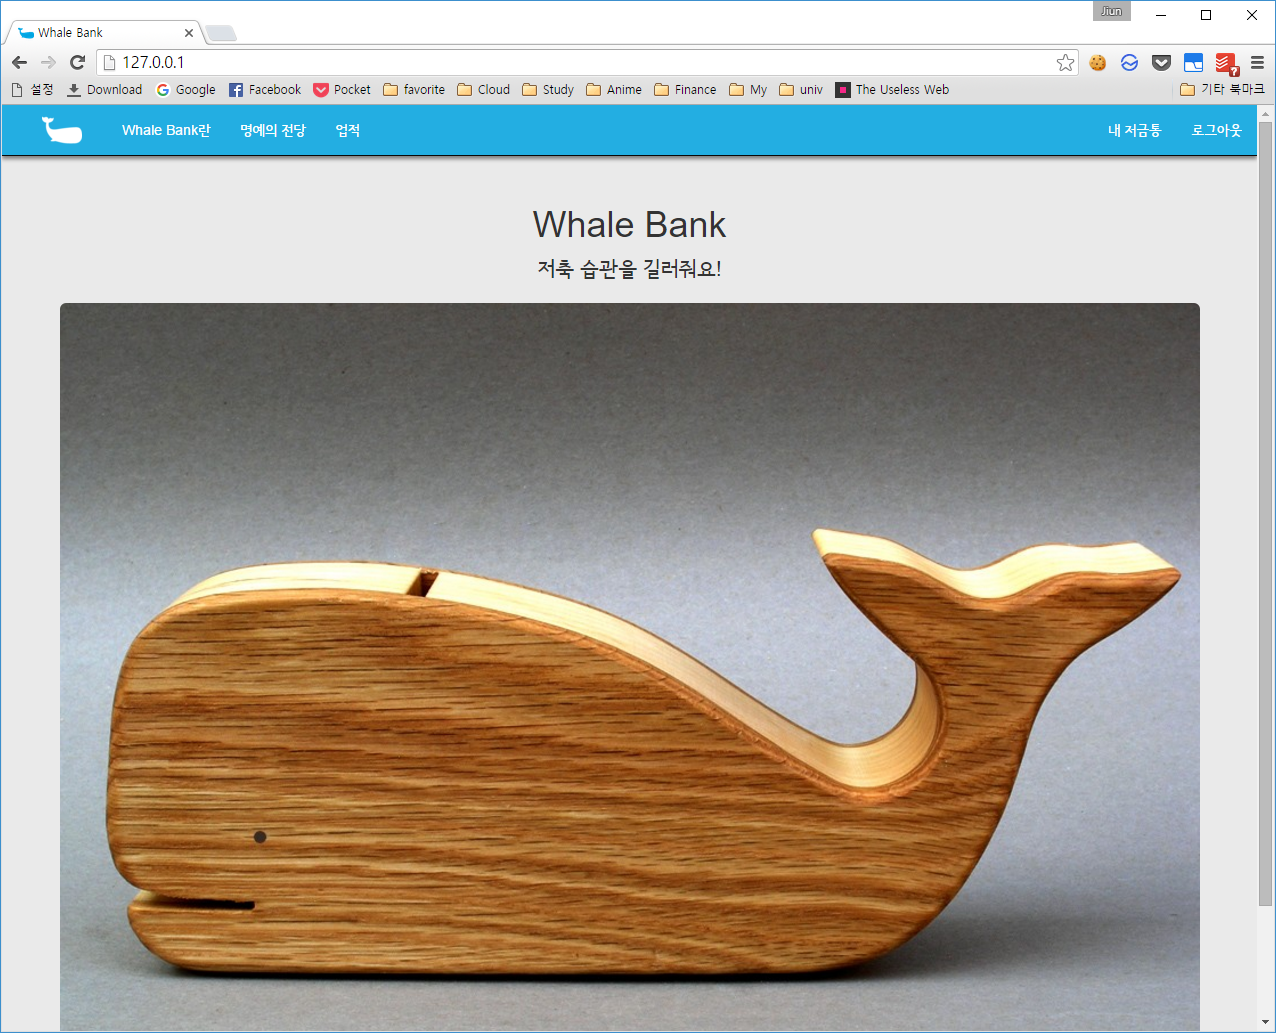 Jiun
Whale Bank
127.0.0.1
설정 Download Google Facebook Pocket favorite Cloud Study Anime Finance My univ The Useless Web 기타 북마크
Whale Bank란 명예의 전당 업적 내 저금통 로그아웃
Whale Bank
저축 습관을 길러줘요!